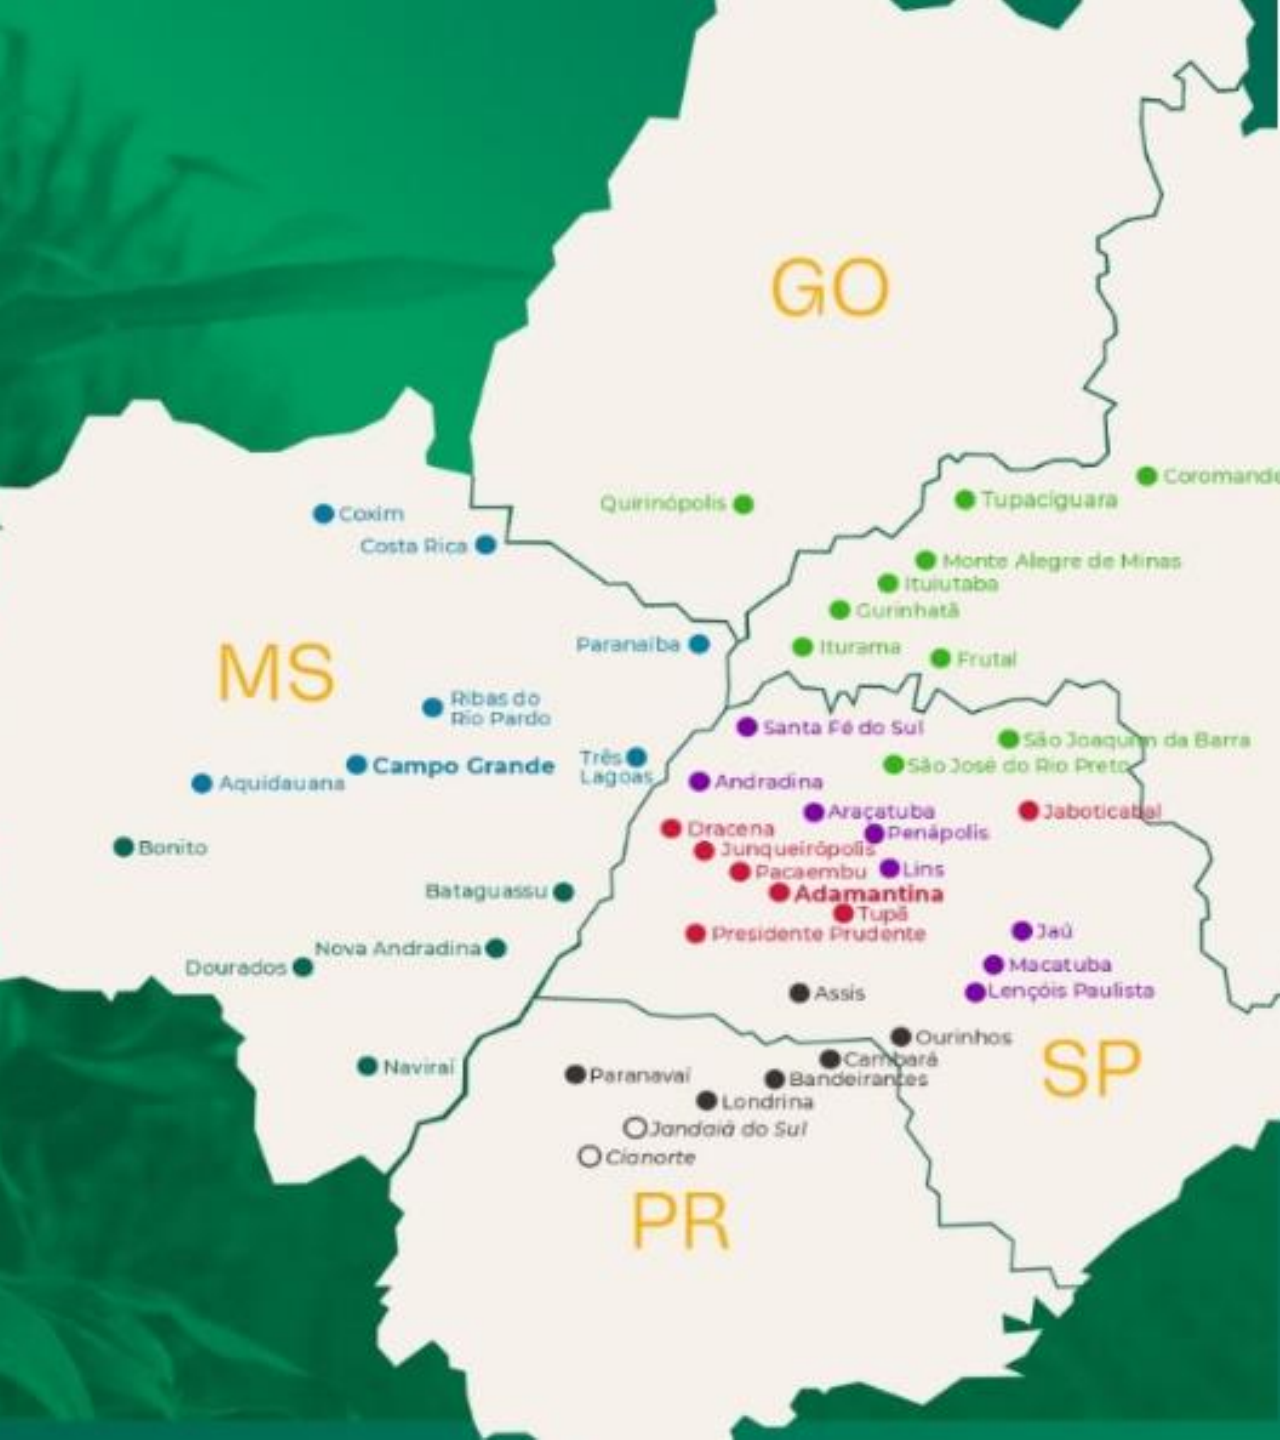 GO
Coromande
Quirinópolis
Tupaciguara
Coxim
Costa Rica
Monte Alegre de Minas
Ituiutaba
Gurinhatã
Paranaíba
Iturama
Frutal
MS
Ribas do
Rio Pardo
Santa Fé do Sul
São Joaquim da Barra
Três
Lagoas
Campo Grande
São José do Rio Preto
Aquidauana
Andradina
Araçatuba
Jaboticabal
Dracena
Penápolis
Bonito
Junqueirópolis
Pacaembu
Lins
Bataguassu
Adamantina
Tupã
Presidente Prudente
Jaú
Nova Andradina
Dourados
Macatuba
Assis
Lençóis Paulista
Ourinhos
SP
Cambará
Naviraí
Paranavaí
Bandeirantes
Londrina
Jandaiá do Sul
Cianorte
PR